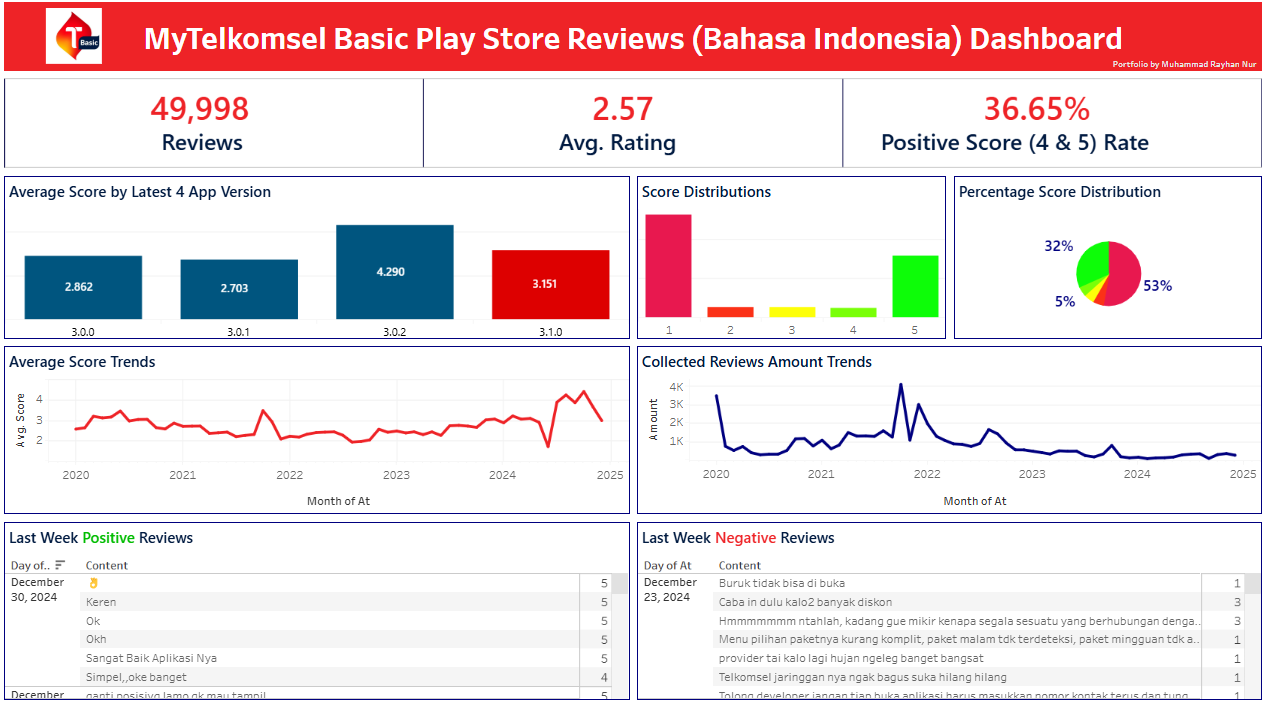 T
Basic
MyTelkomsel Basic Play Store Reviews (Bahasa Indonesia) Dashboard
Portfolio by Muhammad Rayhan Nur
49,998
Reviews
2.57
Avg. Rating
36.65%
Positive Score (4 & 5) Rate
Average Score by Latest 4 App Version
2.862
2.703
4.290
3.151
3.0.0
3.0.1
3.0.2
3.1.0
Score Distributions
1
2
3
4
5
Percentage Score Distribution
32%
53%
5%
Average Score Trends
Avg. Score
4
3
2
2020
2021
2022
2023
2024
2025
Month of At
Collected Reviews Amount Trends
Amount
4K
3K
2K
1K
2020
2021
2022
2023
2024
2025
Month of At
Last Week Positive Reviews
Day of.. Content
December 30, 2024
👌 5
Keren 5
Ok 5
Okh 5
Sangat Baik Aplikasi Nya 5
Simpel,,oke banget 4
December ganti posisiyg lamo gk mau tampil 5
Last Week Negative Reviews
Day of At Content
December 23, 2024
Buruk tidak bisa di buka 1
Caba in dulu kalo2 banyak diskon 3
Hmmmmmmm ntahlah, kadang gue mikir kenapa segala sesuatu yang berhubungan denga.. 3
Menu pilihan paketnya kurang komplit, paket malam tdk terdeteksi, paket mingguan tdk a.. 1
provider tai kalo lagi hujan ngeleg banget bangsat 1
Telkomsel jaringgan nya ngak bagus suka hilang hilang 1
Tolong developer jangan tiap buka aplikasi harus masukkan nomor kontak terus dan tung.. 1